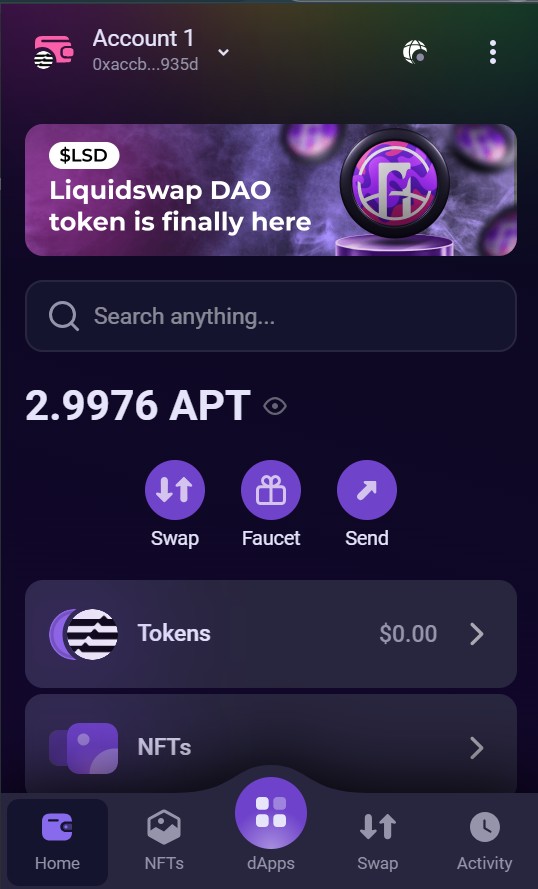 Account 1
0xaccb...935d
$LSD
Liquidswap DAO
token is finally here
Search anything...
2.9976 APT
Swap Faucet Send
Tokens $0.00
NFTs
Home NFTs dApps Swap Activity